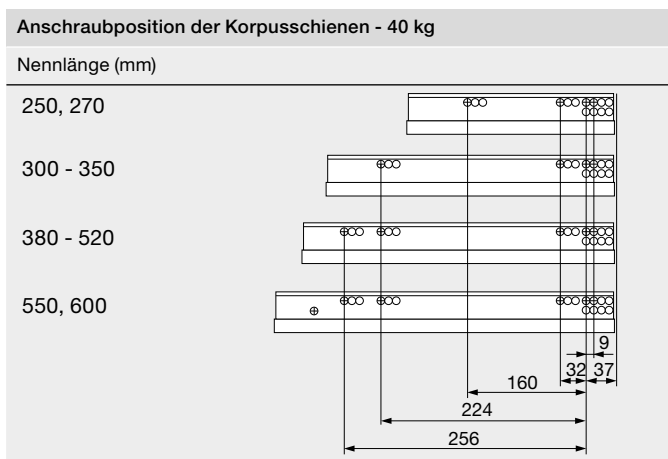 Anschraubposition der Korpusschienen - 40 kg
Nennlänge (mm)
250, 270
300 - 350
380 - 520
550, 600
9
32 37
160
224
256